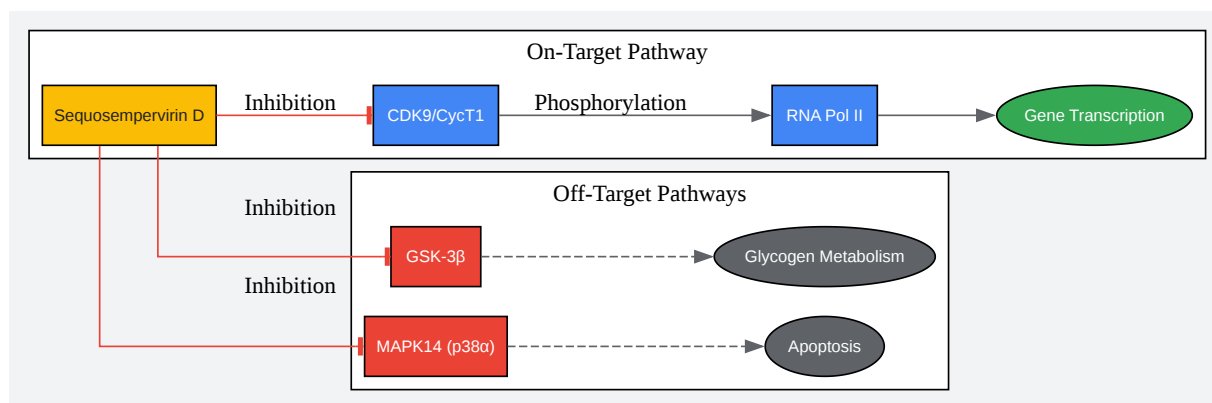 On-Target Pathway
Sequosempervirin D
Inhibition
CDK9/CycT1
Phosphorylation
RNA Pol II
Gene Transcription
Off-Target Pathways
Inhibition
GSK-3β
Glycogen Metabolism
Inhibition
MAPK14 (p38α)
Apoptosis